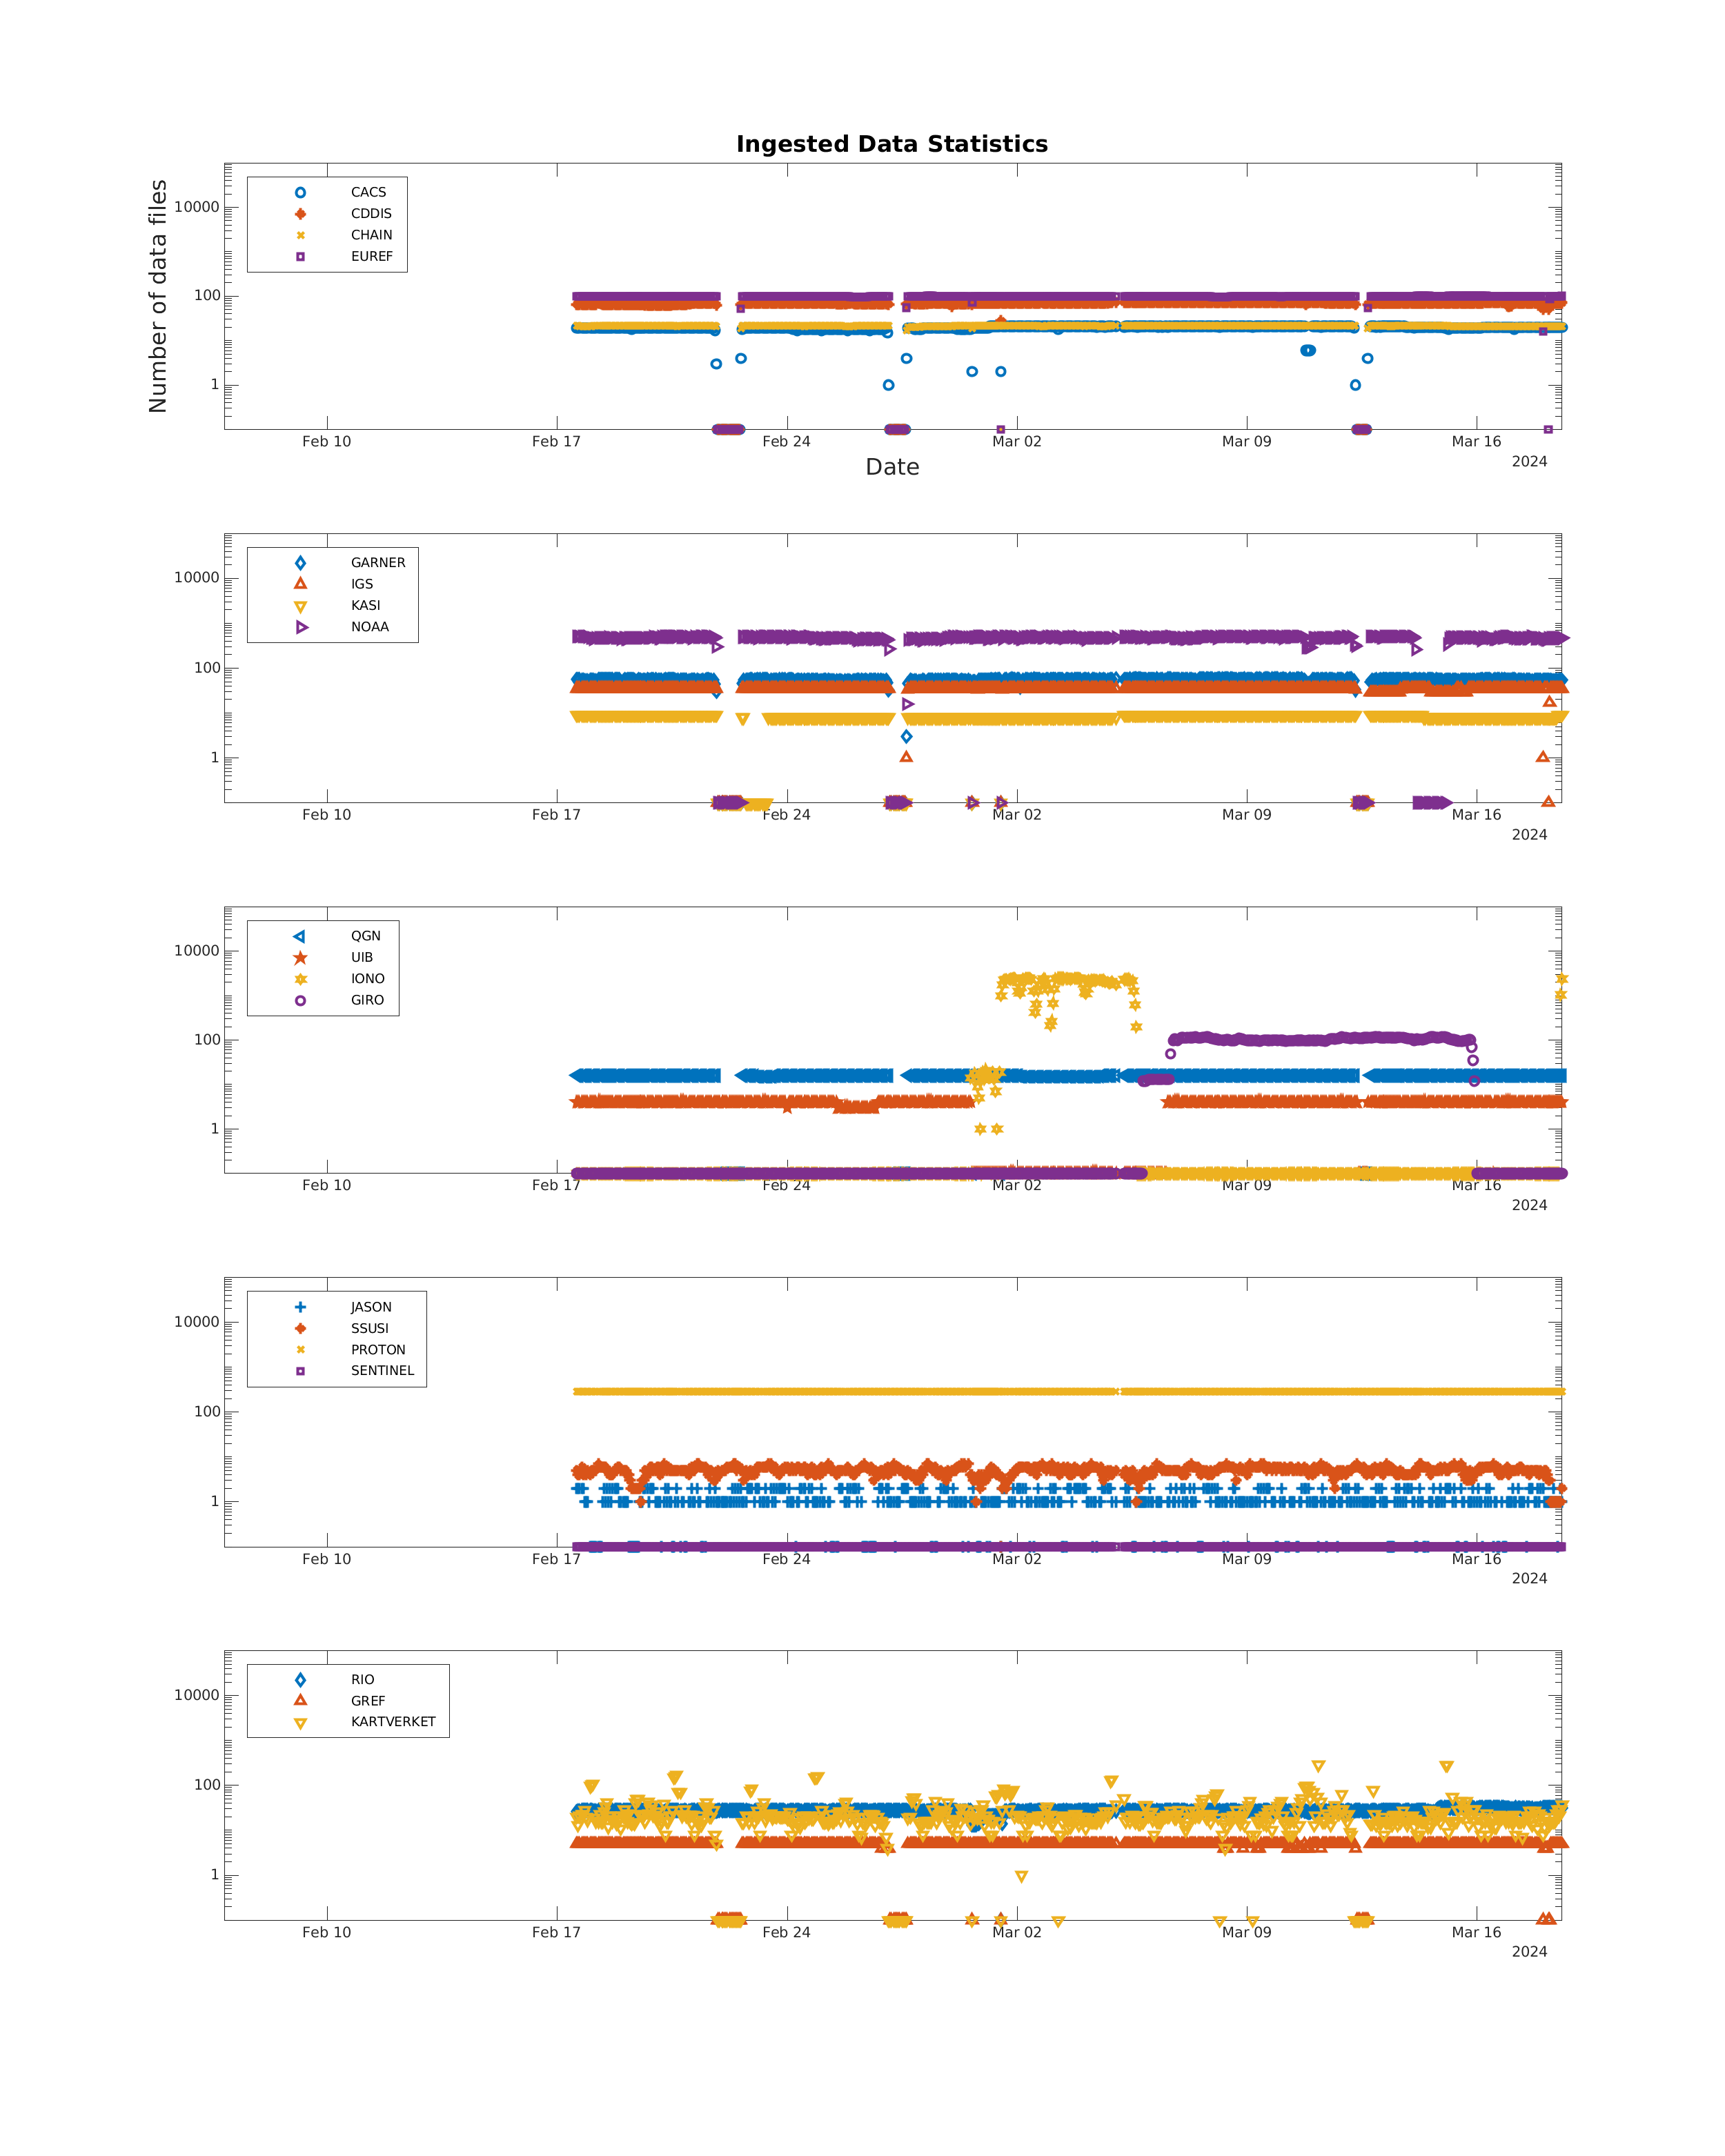 Ingested Data Statistics
Number of data files
10000
100
1
CACS
CDDIS
CHAIN
EUREF
Feb 10 Feb 17 Feb 24 Mar 02 Mar 09 Mar 16
2024
Date
10000
100
1
GARNER
IGS
KASI
NOAA
Feb 10 Feb 17 Feb 24 Mar 02 Mar 09 Mar 16
2024
10000
100
1
QGN
UIB
IONO
GIRO
Feb 10 Feb 17 Feb 24 Mar 02 Mar 09 Mar 16
2024
10000
100
1
JASON
SSUSI
PROTON
SENTINEL
Feb 10 Feb 17 Feb 24 Mar 02 Mar 09 Mar 16
2024
10000
100
1
RIO
GREF
KARTVERKET
Feb 10 Feb 17 Feb 24 Mar 02 Mar 09 Mar 16
2024